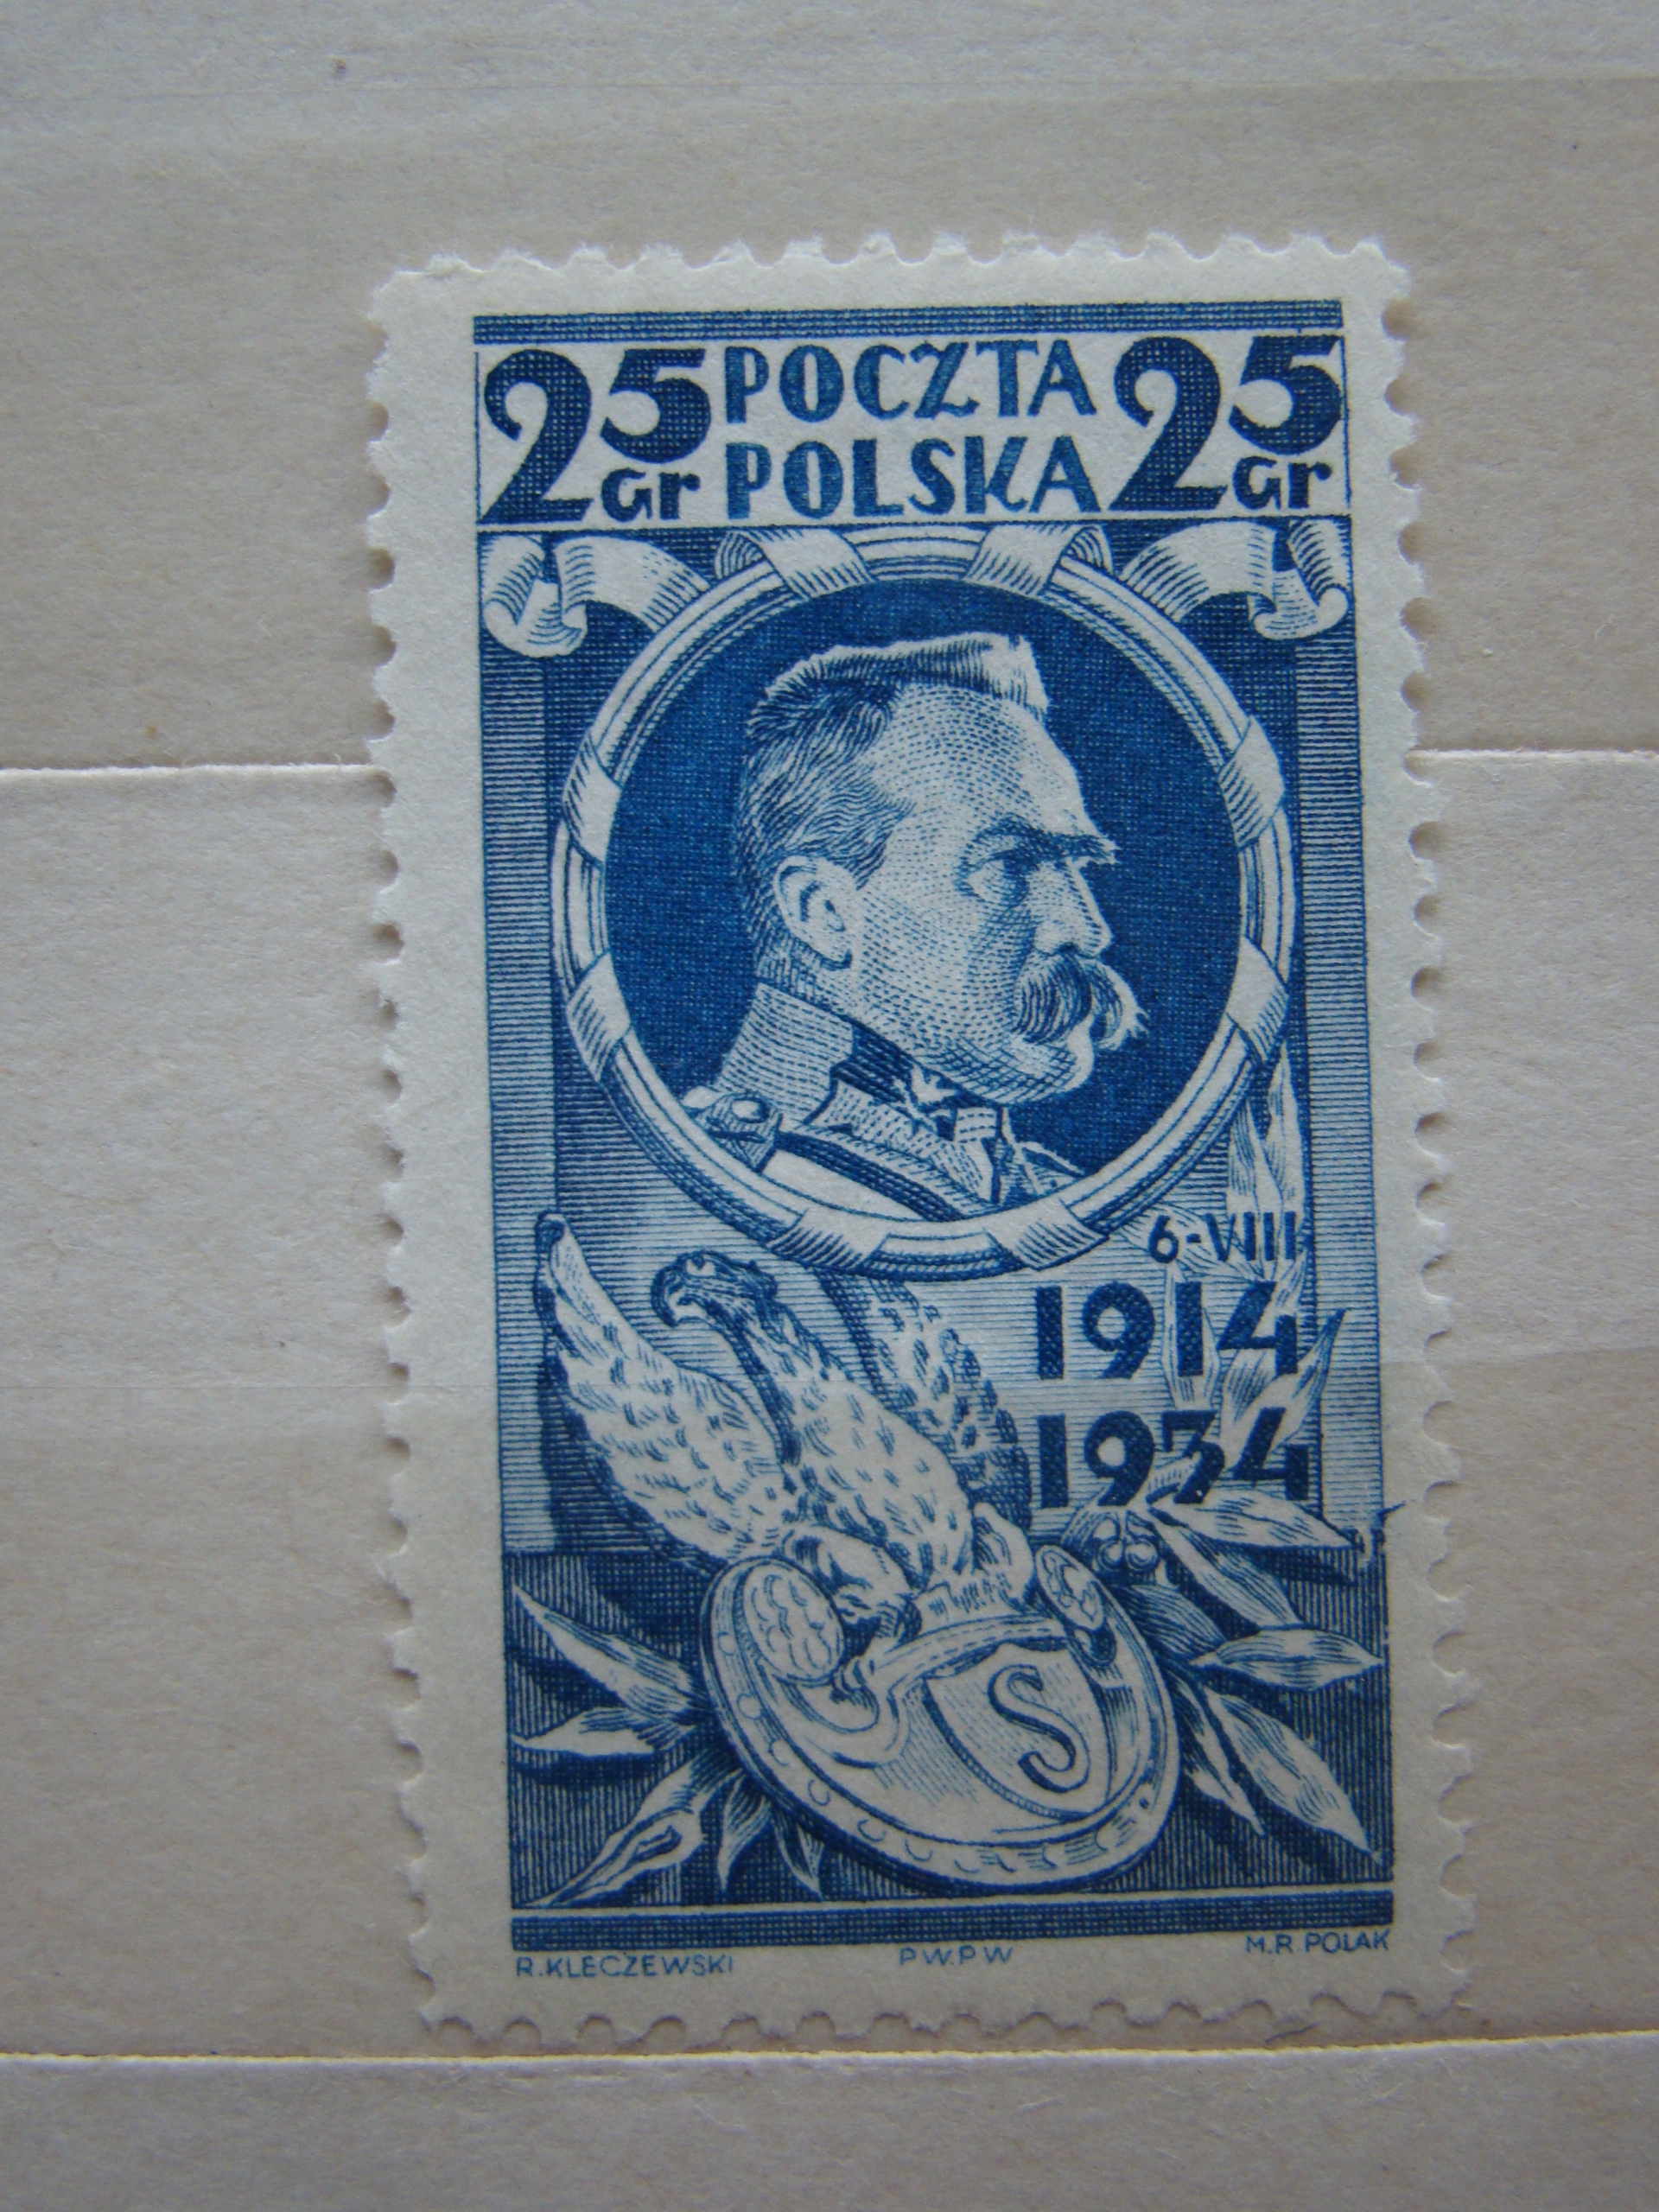 25 Gr POCZTA 25 Gr
POLSKA
6-VIII
1914
1934
S
R.KLECZEWSKI P.W.P.W M.R.POLAK